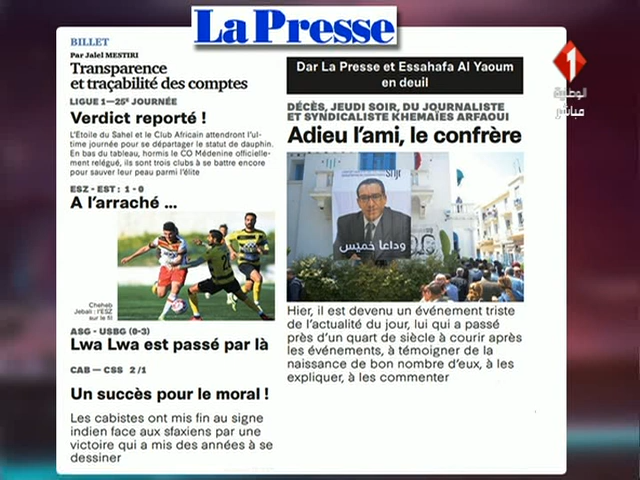 La Presse
1
الوطنية
مباشر
BILLET
Par Jalel MESTIRI
Transparence
et traçabilité des comptes
LIGUE 1—25e JOURNÉE
Verdict reporté !
L'Etoile du Sahel et le Club Africain attendront l'ul-
time journée pour se départager le statut de dauphin.
En bas du tableau, hormis le CO Médenine officielle-
ment relégué, ils sont trois clubs à se battre encore
pour sauver leur peau parmi l'élite
ESZ - EST : 1 - 0
A l'arraché ...
Cheheb
Jebali : l'ESZ
sur le fil
ASG - USBG (0-3)
Lwa Lwa est passé par là
CAB — CSS 2 /1
Un succès pour le moral !
Les cabistes ont mis fin au signe
indien face aux sfaxiens par une
victoire qui a mis des années à se
dessiner
Dar La Presse et Essahafa Al Yaoum
en deuil
DÉCÈS, JEUDI SOIR, DU JOURNALISTE
ET SYNDICALISTE KHEMAÏES ARFAOUI
Adieu l'ami, le confrère
snjt
وداعا خميس
Hier, il est devenu un événement triste
de l'actualité du jour, lui qui a passé
près d'un quart de siècle à courir après
les événements, à témoigner de la
naissance de bon nombre d'eux, à les
expliquer, à les commenter